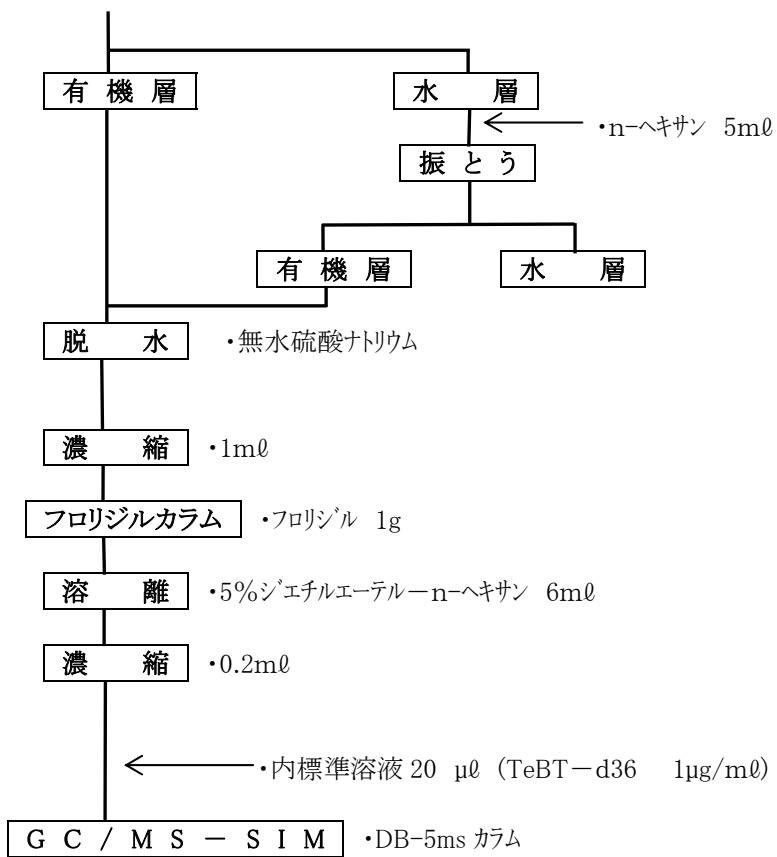 有 機 層　水 層
・n-ヘキサン 5mℓ
振 と う
有 機 層　水 層
脱 水 ・無水硫酸ナトリウム
濃 縮 ・1mℓ
フロリジルカラム ・フロリジル 1g
溶 離 ・5%ジエチルエーテル－n-ヘキサン 6mℓ
濃 縮 ・0.2mℓ
・内標準溶液 20 μℓ (TeBT－d36 1μg/mℓ)
G C / M S － S I M ・DB-5ms カラム